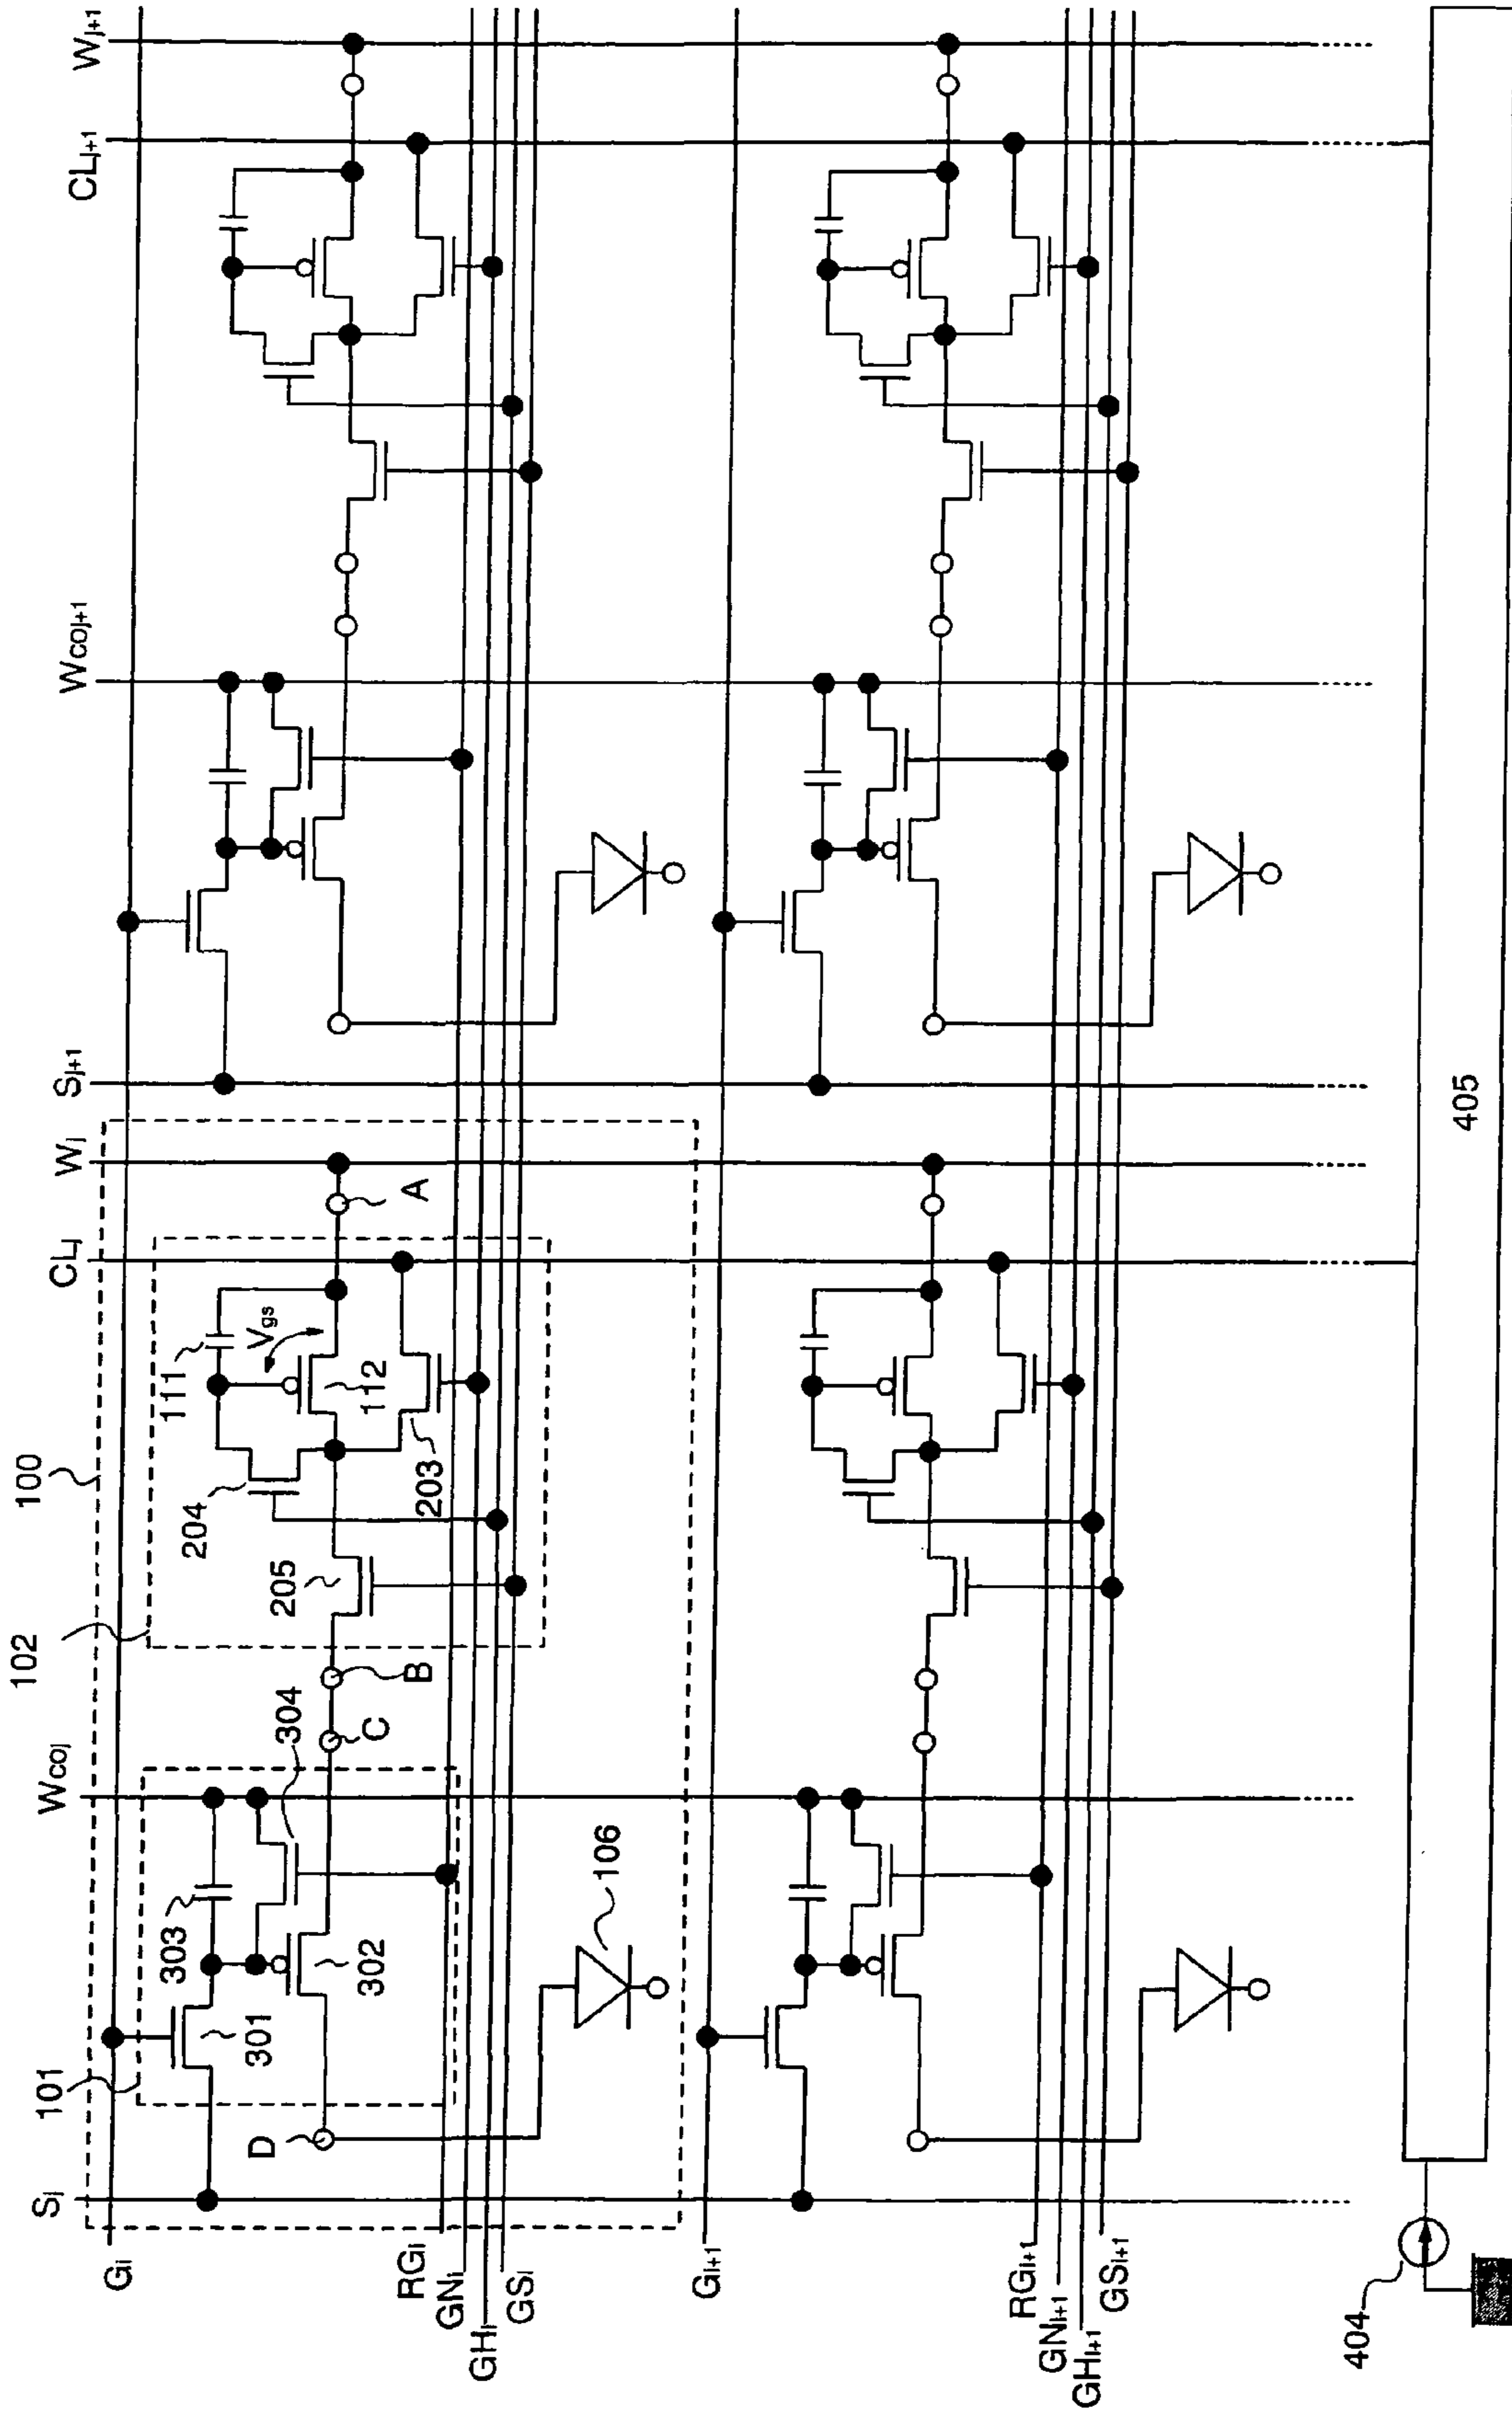 Wj+1
CLj+1
Wcoj+1
Sj+1
Wj
CLj
Wcoj
Sj
100
102
101
A
111
Vgs
112
204
203
205
B
C
304
303
302
301
D
106
Gi
RGi
GNi
GHi
GSi
Gi+1
RGi+1
GNi+1
GHi+1
GSi+1
405
404